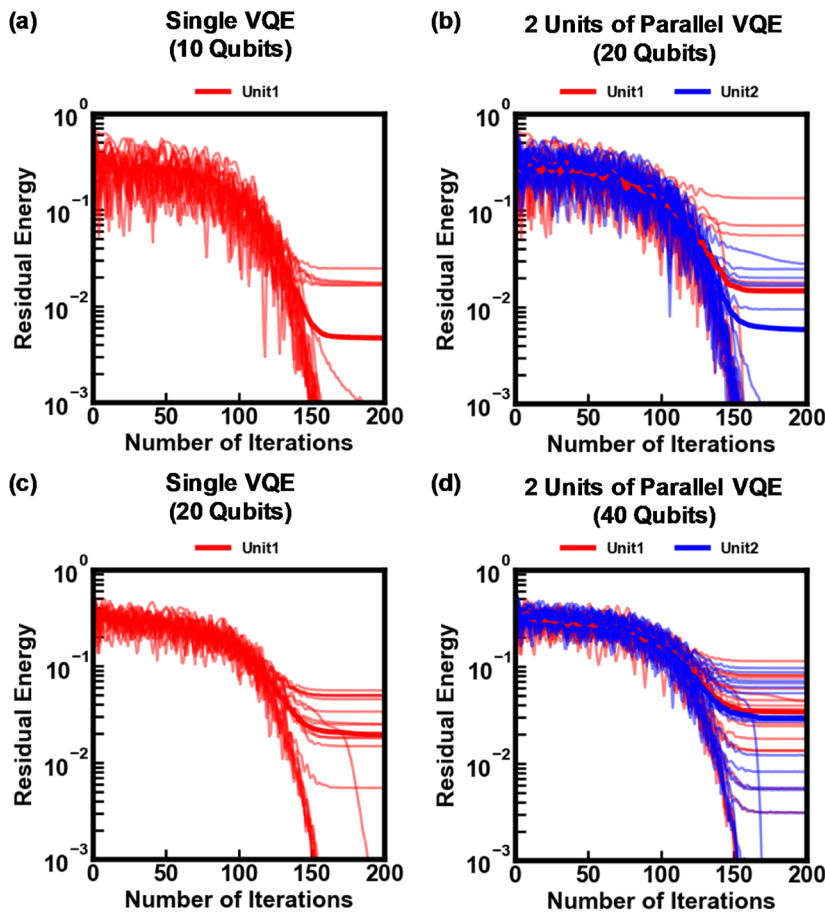 (a)
Single VQE
(10 Qubits)
Unit1
10^0
10^-1
10^-2
10^-3
Residual Energy
0 50 100 150 200
Number of Iterations
(b)
2 Units of Parallel VQE
(20 Qubits)
Unit1 Unit2
10^0
10^-1
10^-2
10^-3
Residual Energy
0 50 100 150 200
Number of Iterations
(c)
Single VQE
(20 Qubits)
Unit1
10^0
10^-1
10^-2
10^-3
Residual Energy
0 50 100 150 200
Number of Iterations
(d)
2 Units of Parallel VQE
(40 Qubits)
Unit1 Unit2
10^0
10^-1
10^-2
10^-3
Residual Energy
0 50 100 150 200
Number of Iterations